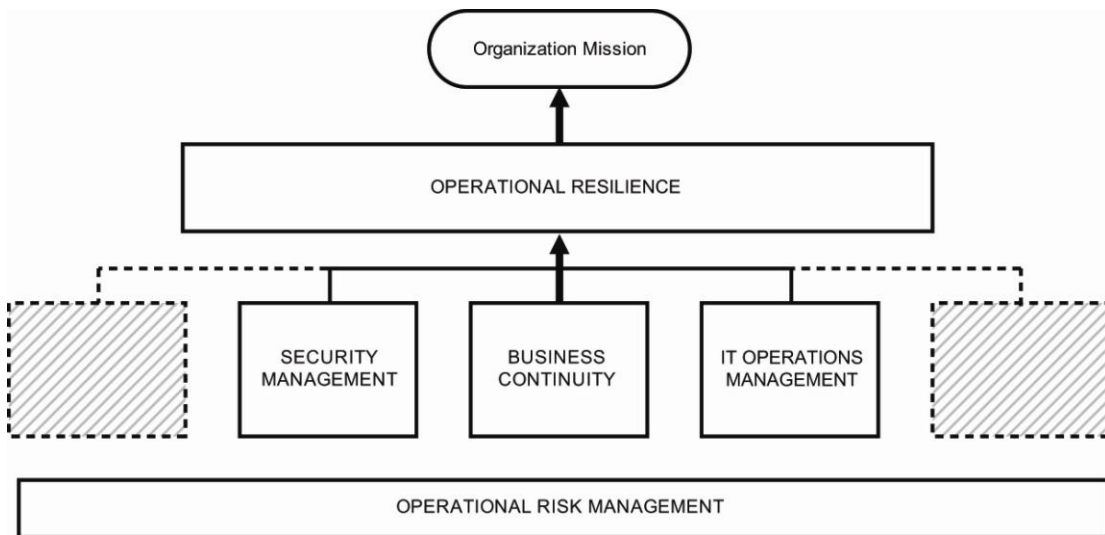 Organization Mission
OPERATIONAL RESILIENCE
SECURITY
MANAGEMENT
BUSINESS
CONTINUITY
IT OPERATIONS
MANAGEMENT
OPERATIONAL RISK MANAGEMENT